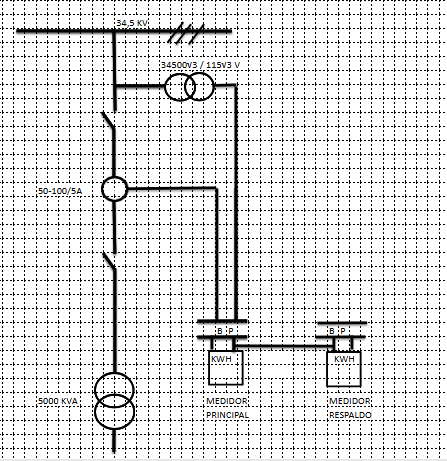 34,5 KV
34500√3 / 115√3 V
50-100/5A
B P
B P
KWH
KWH
5000 KVA
MEDIDOR
PRINCIPAL
MEDIDOR
RESPALDO